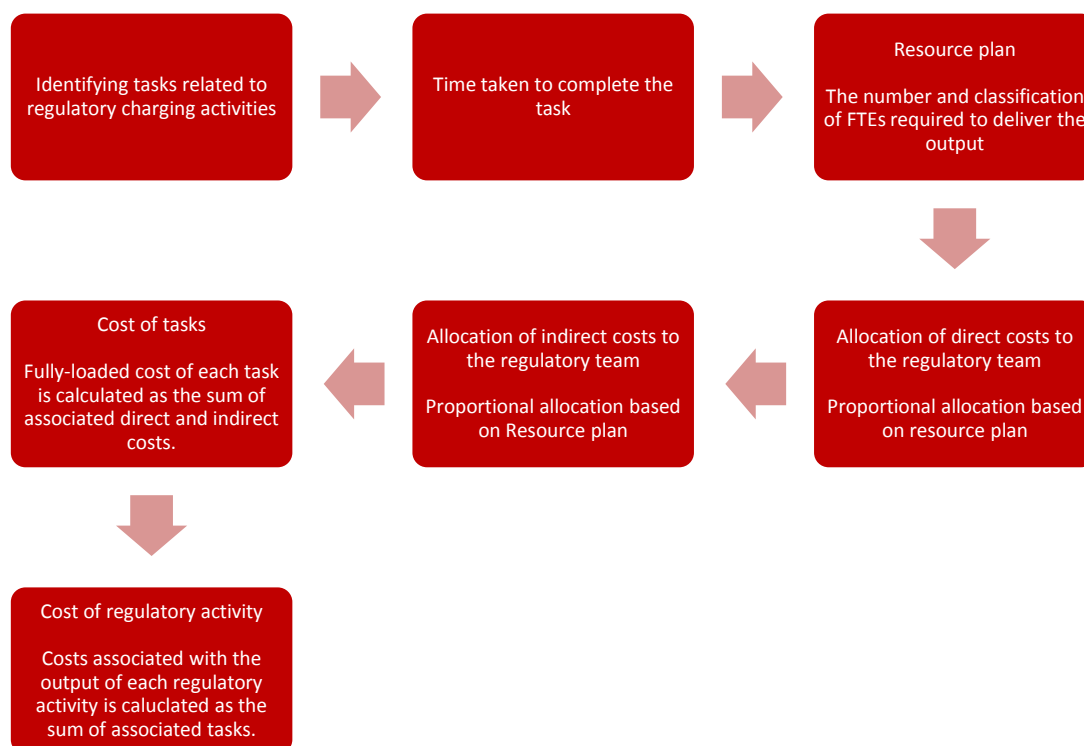 Identifying tasks related to
regulatory charging activities
Time taken to complete the
task
Resource plan
The number and classification
of FTEs required to deliver the
output
Allocation of direct costs to
the regulatory team
Proportional allocation based
on resource plan
Allocation of indirect costs to
the regulatory team
Proportional allocation based
on Resource plan
Cost of tasks
Fully-loaded cost of each task
is calculated as the sum of
associated direct and indirect
costs.
Cost of regulatory activity
Costs associated with the
output of each regulatory
activity is caluclated as the
sum of associated tasks.